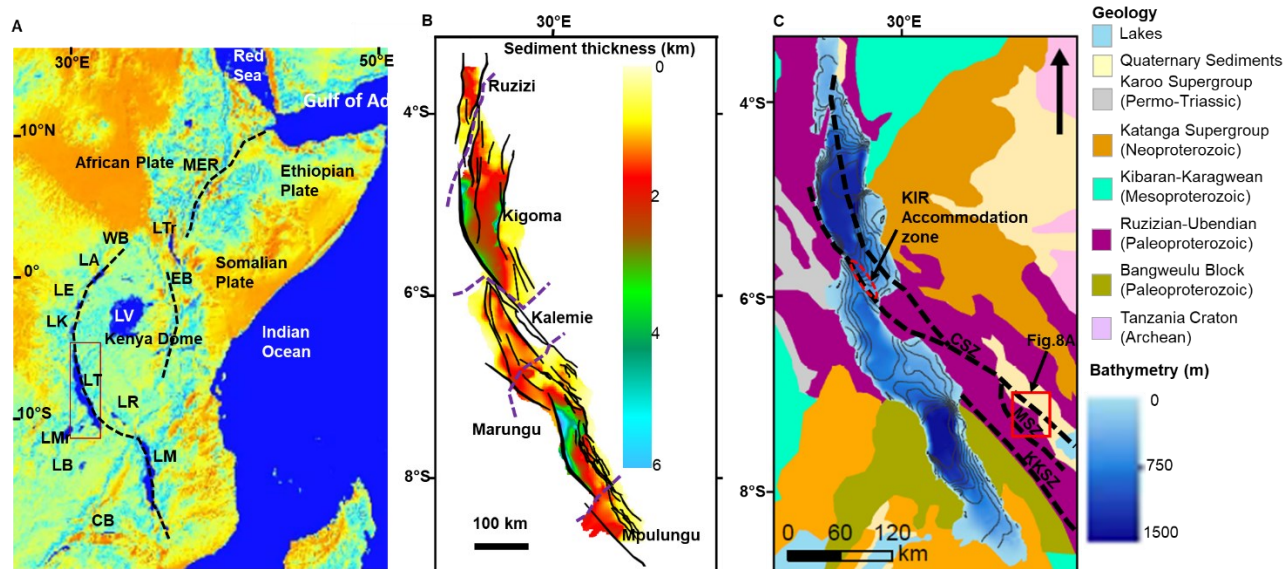 A
30°E
50°E
Red
Sea
Gulf of Ad
10°N
African Plate
MER
Ethiopian
Plate
LTr
WB
LA
EB
Somalian
Plate
0°
LE
LV
LK
Kenya Dome
Indian
Ocean
LT
LR
10°S
LMr
LB
LM
CB
B
30°E
Sediment thickness (km)
0
Ruzizi
4°S
2
Kigoma
4
6°S
Kalemie
6
Marungu
8°S
100 km
Mpulungu
C
30°E
4°S
KIR
Accommodation
zone
6°S
CSZ
Fig.8A
MSZ
KKSZ
8°S
0 60 120
km
Geology
Lakes
Quaternary Sediments
Karoo Supergroup
(Permo-Triassic)
Katanga Supergroup
(Neoproterozoic)
Kibaran-Karagwean
(Mesoproterozoic)
Ruzizian-Ubendian
(Paleoproterozoic)
Bangweulu Block
(Paleoproterozoic)
Tanzania Craton
(Archean)
Bathymetry (m)
0
750
1500